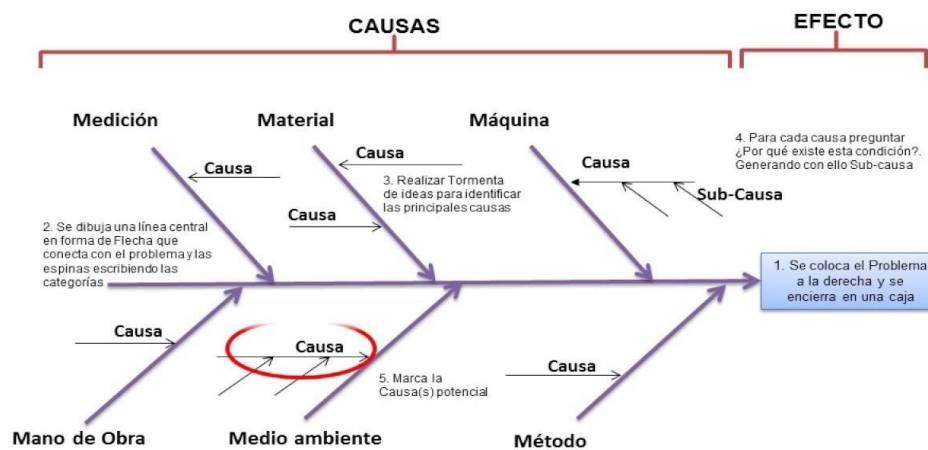 CAUSAS
EFECTO
Medición
Material
Máquina
4. Para cada causa preguntar
¿Por qué existe esta condición?.
Generando con ello Sub-causa
Causa
Causa
Causa
3. Realizar Tormenta
de ideas para identificar
las principales causas
Sub-Causa
Causa
2. Se dibuja una línea central
en forma de Flecha que
conecta con el problema y las
espinas escribiendo las
categorías
1. Se coloca el Problema
a la derecha y se
encierra en una caja
Causa
Causa
Causa
5. Marca la
Causa(s) potencial
Mano de Obra
Medio ambiente
Método